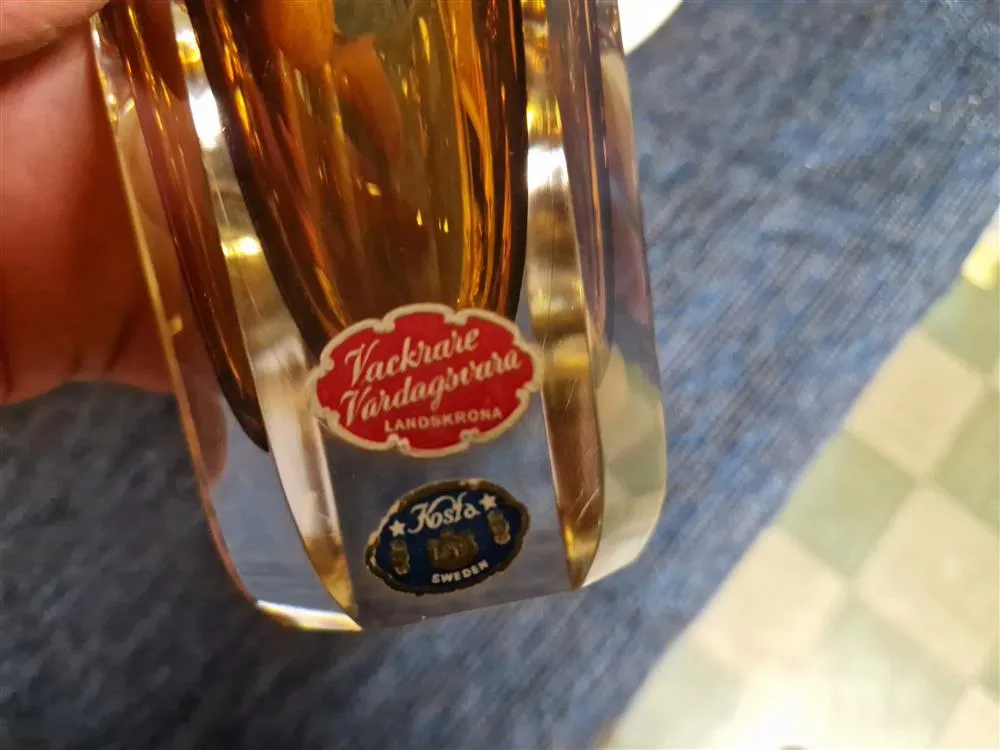 Vackrare
Vardagsvara
LANDSKRONA
Kosta
SWEDEN